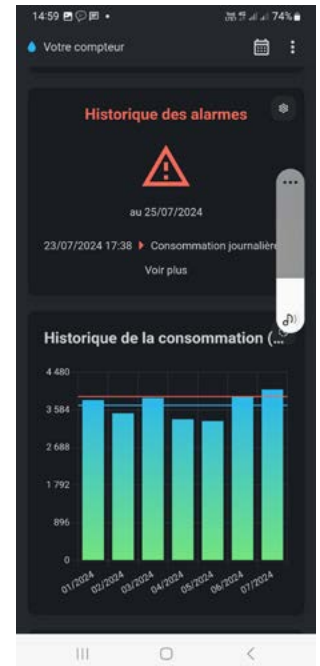 14:59 74%
Votre compteur
Historique des alarmes
au 25/07/2024
23/07/2024 17:38 Consommation journalière
Voir plus
Historique de la consommation (...
4 480
3 584
2 688
1 792
896
0
01/2024 02/2024 03/2024 04/2024 05/2024 06/2024 07/2024